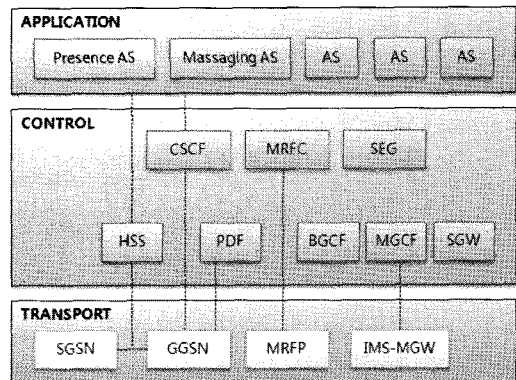 APPLICATION
Presence AS Massaging AS AS AS AS
CONTROL
CSCF MRFC SEG
HSS PDF BGCF MGCF SGW
TRANSPORT
SGSN GGSN MRFP IMS-MGW